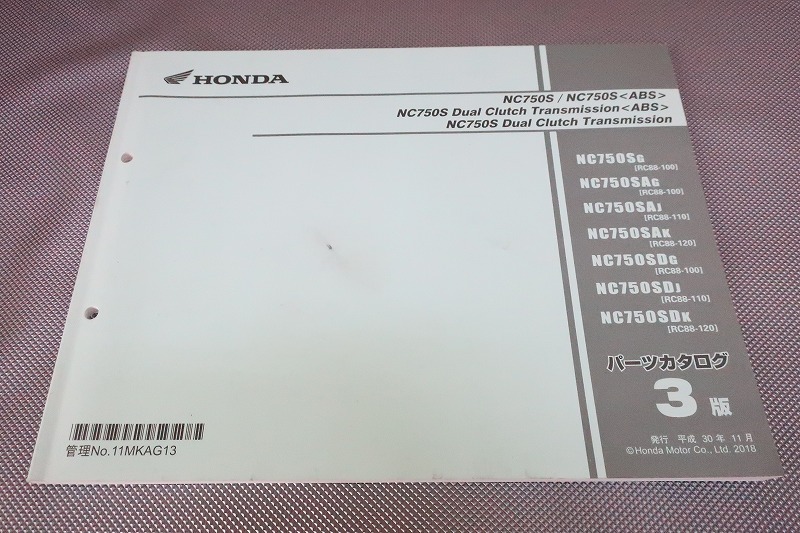 HONDA
NC750S / NC750S<ABS>
NC750S Dual Clutch Transmission<ABS>
NC750S Dual Clutch Transmission
NC750SG
[RC88-100]
NC750SAG
[RC88-100]
NC750SAJ
[RC88-110]
NC750SAK
[RC88-120]
NC750SDG
[RC88-100]
NC750SDJ
[RC88-110]
NC750SDK
[RC88-120]
パーツカタログ
3版
発行 平成 30年 11月
©Honda Motor Co., Ltd. 2018
管理No.11MKAG13